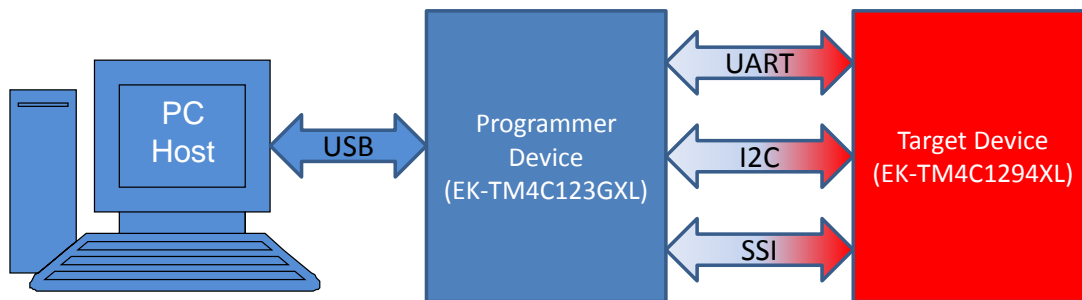 PC
Host
USB
Programmer
Device
(EK-TM4C123GXL)
UART
I2C
SSI
Target Device
(EK-TM4C1294XL)